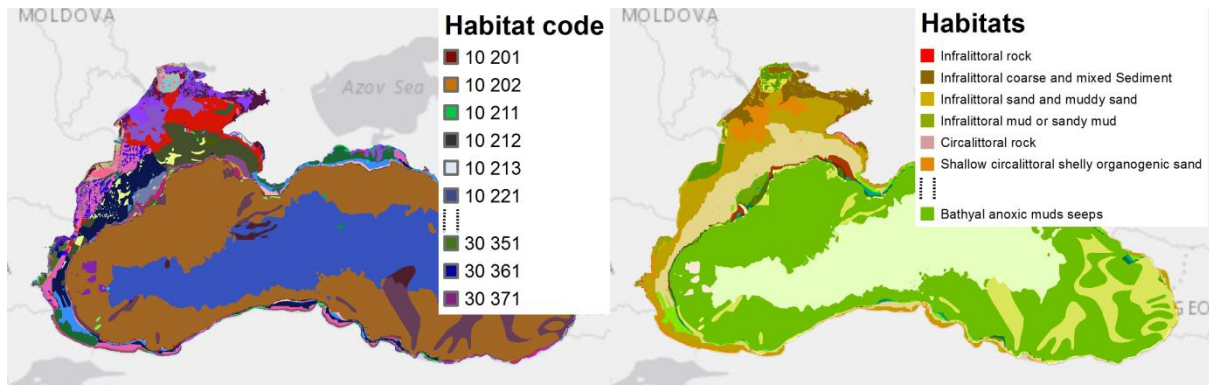 MOLDOVA
Azov Sea
Habitat code
10 201
10 202
10 211
10 212
10 213
10 221
30 351
30 361
30 371
MOLDOVA
Habitats
Infralittoral rock
Infralittoral coarse and mixed Sediment
Infralittoral sand and muddy sand
Infralittoral mud or sandy mud
Circalittoral rock
Shallow circalittoral shelly organogenic sand
Bathyal anoxic muds seeps
GEO